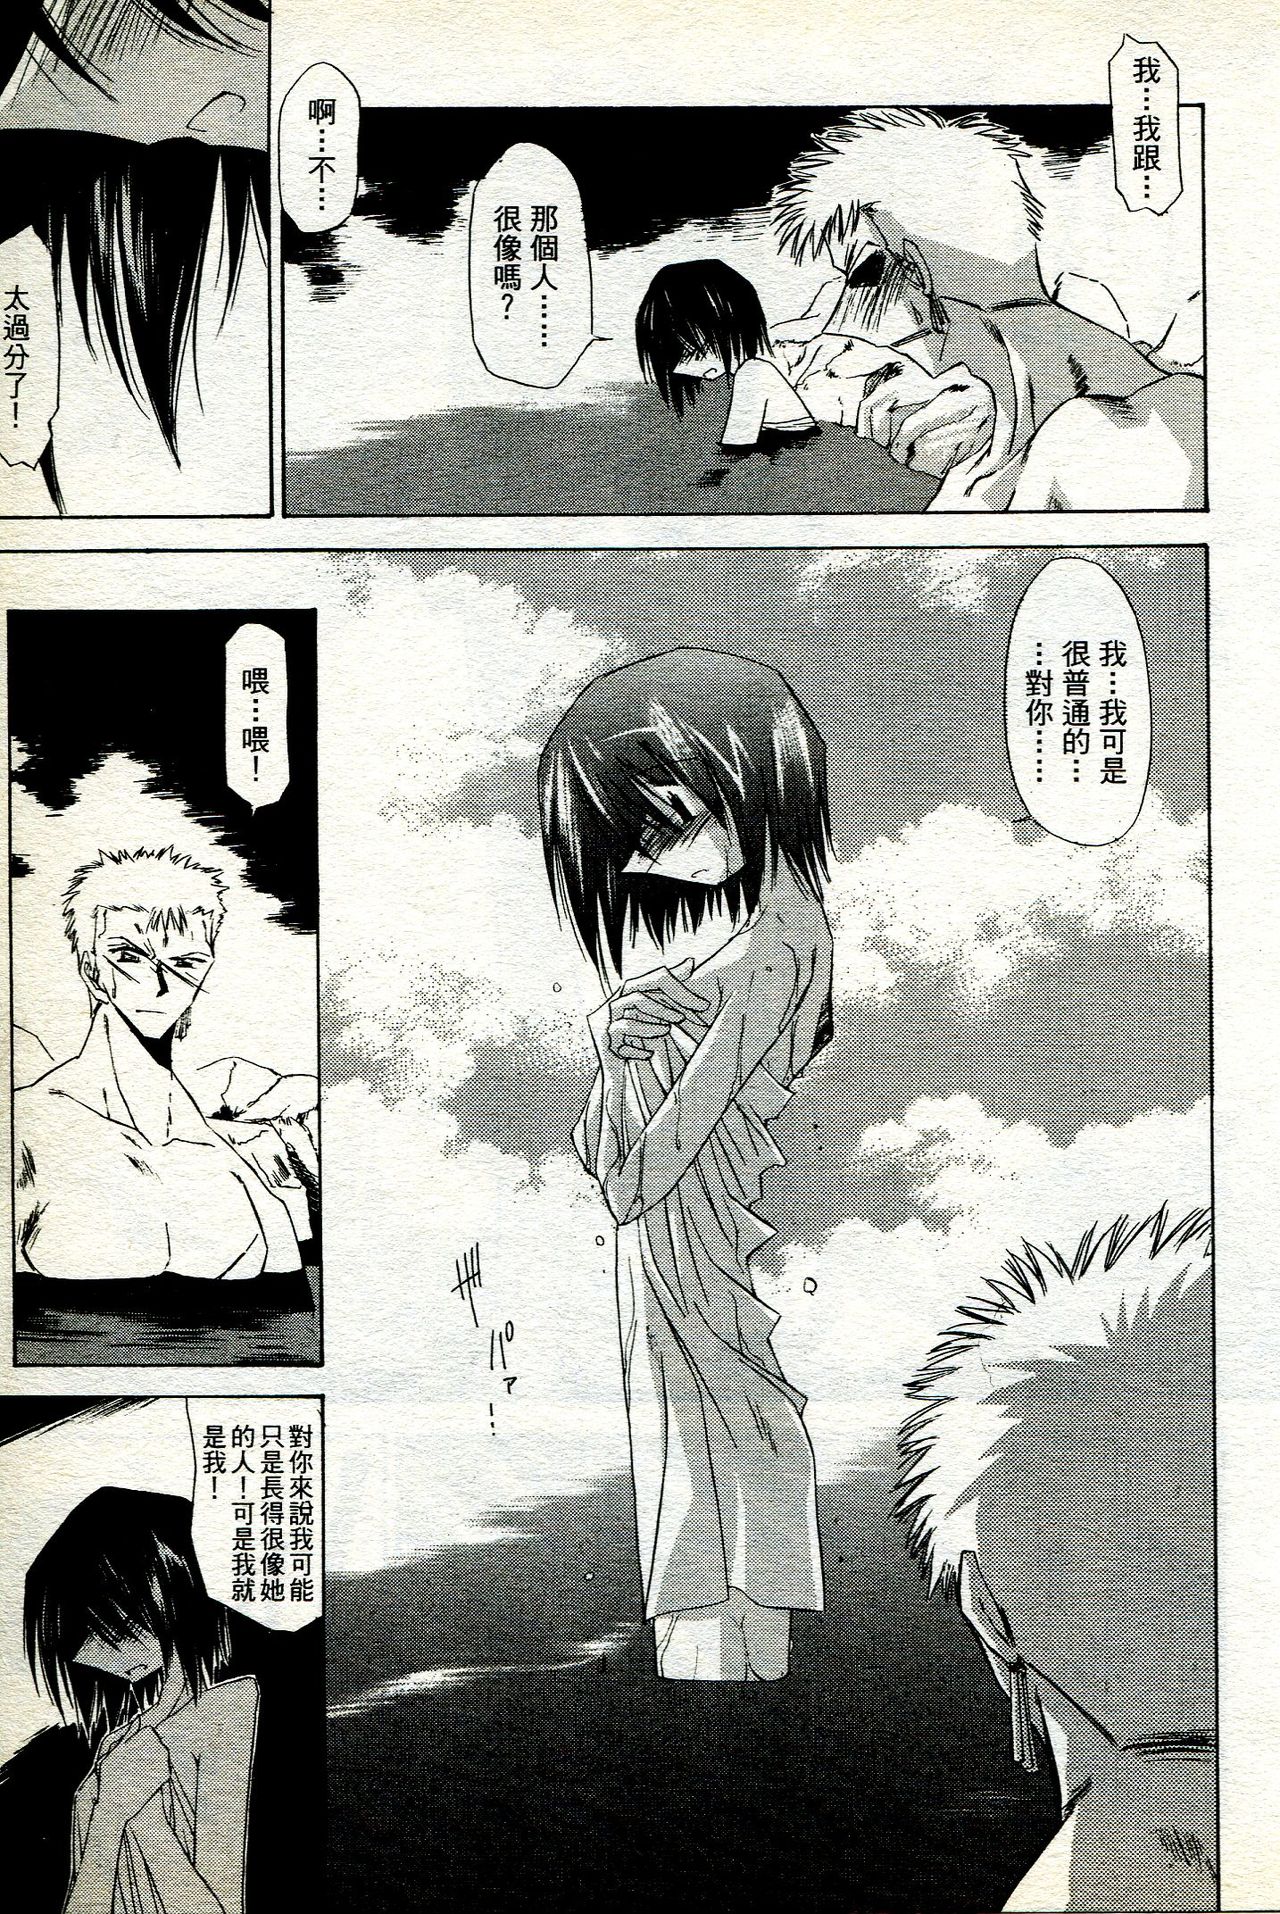 我…我跟…
那個人……
很像嗎?
啊…不…
太過分了!
我…我可是
很普通的…
…對你……
喂…喂!
パァ…
對你來說我可能
只是長得很像她
的人!可是我就
是我!